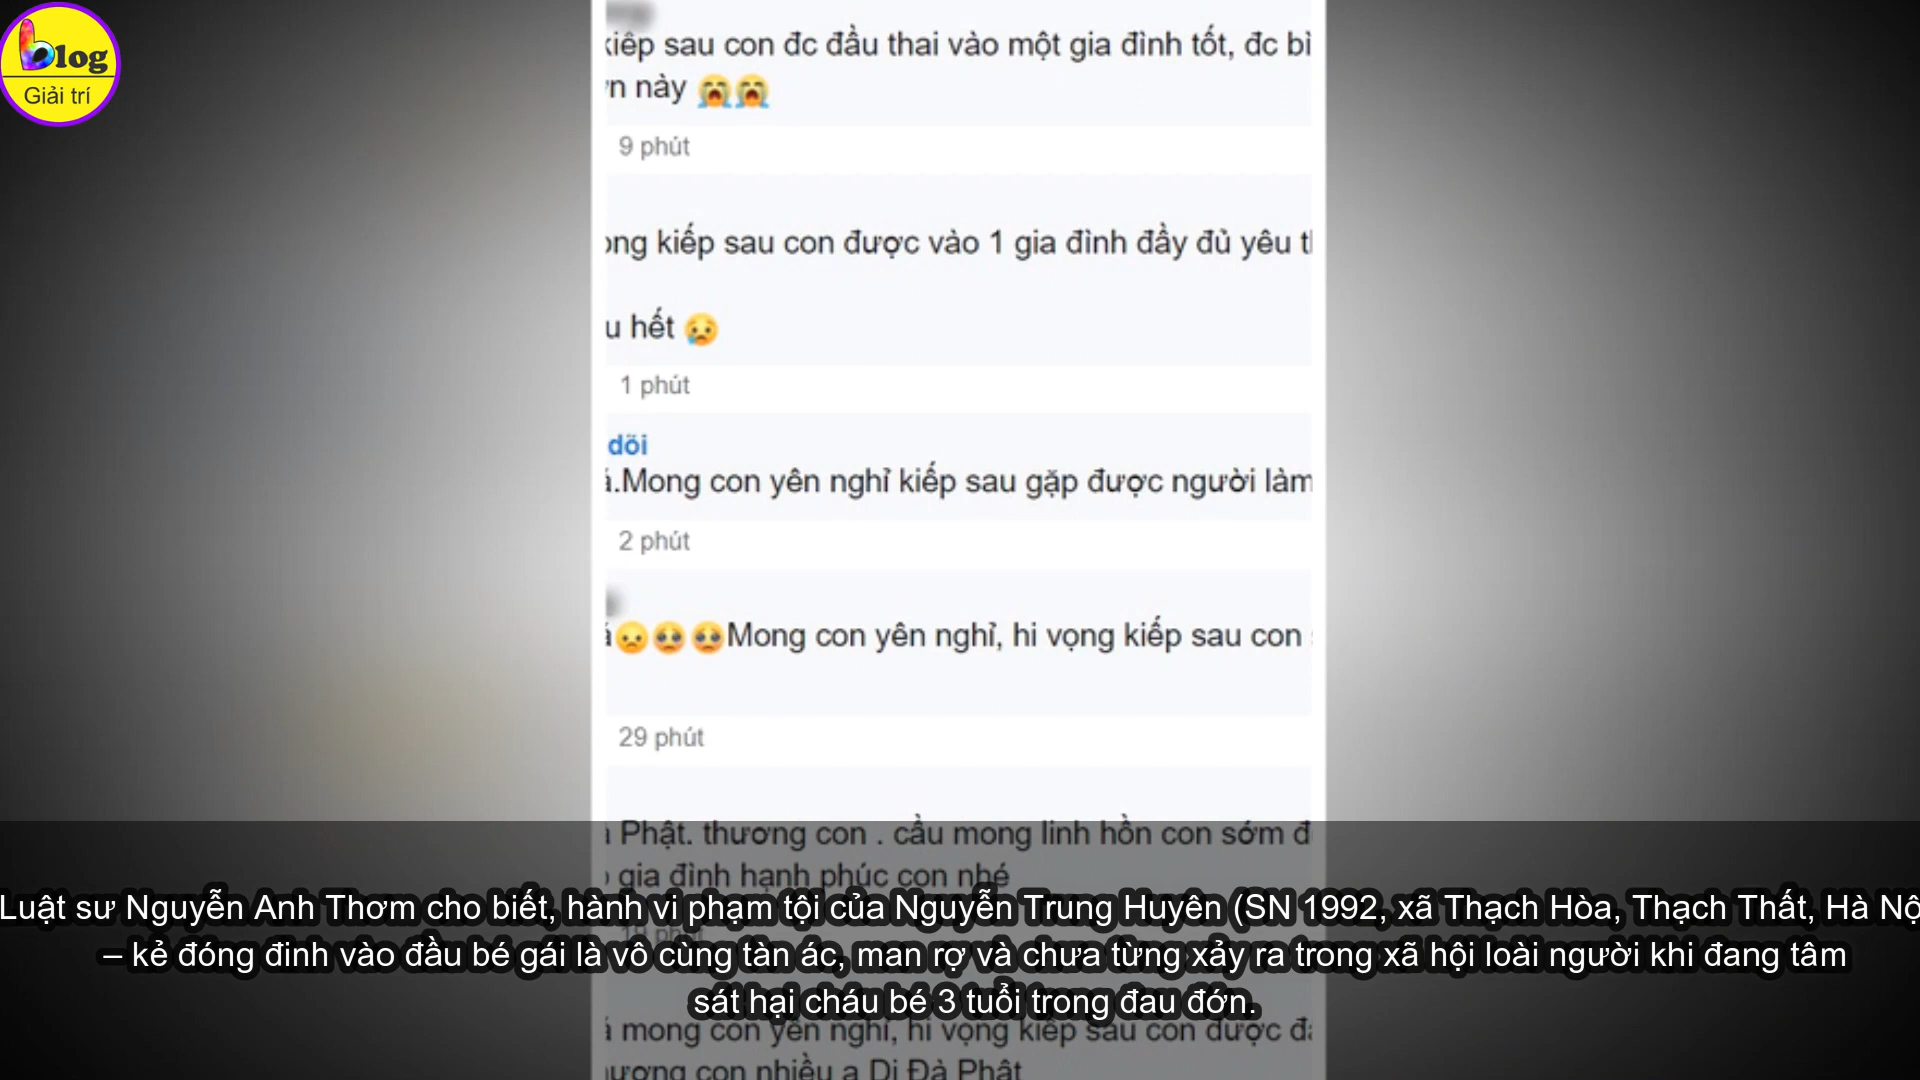 blog
Giải trí
kiếp sau con đc đầu thai vào một gia đình tốt, đc bì
này 😭😭
9 phút
kiếp sau con được vào 1 gia đình đầy đủ yêu
hết 😥
1 phút
dõi
Mong con yên nghỉ kiếp sau gặp được người làm
2 phút
😞🥺🥺Mong con yên nghỉ, hi vọng kiếp sau con
29 phút
Phật. thương con . cầu mong linh hồn con sớm đ
gia đình hạnh phúc con nhé
Luật sư Nguyễn Anh Thơm cho biết, hành vi phạm tội của Nguyễn Trung Huyên (SN 1992, xã Thạch Hòa, Thạch Thất, Hà Nộ
– kẻ đóng đinh vào đầu bé gái là vô cùng tàn ác, man rợ và chưa từng xảy ra trong xã hội loài người khi đang tâm
sát hại cháu bé 3 tuổi trong đau đớn.
mong con yên nghỉ, hi vọng kiếp sau con được
con nhiều a Di Đà Phật